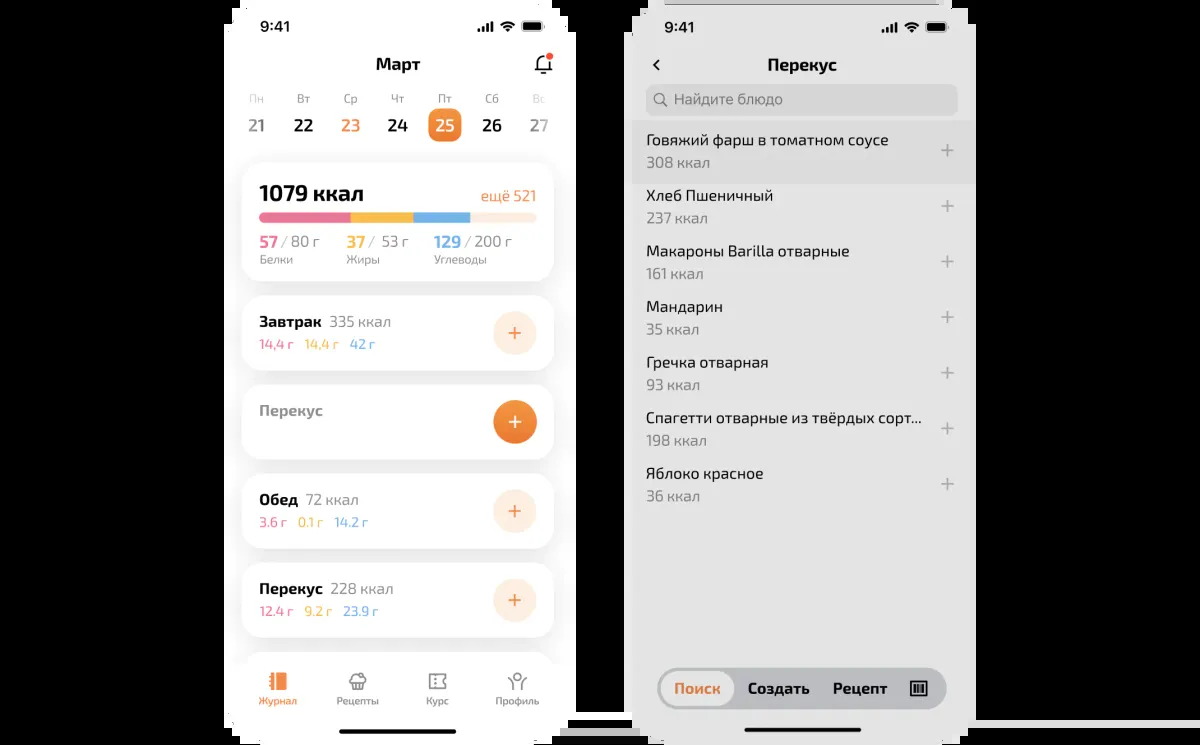 9:41
Март
Пн Вт Ср Чт Пт Сб Вс
21 22 23 24 25 26 27
1079 ккал ещё 521
57 / 80 г 37 / 53 г 129 / 200 г
Белки Жиры Углеводы
Завтрак 335 ккал
14,4 г 14,4 г 42 г
Перекус
Обед 72 ккал
3.6 г 0.1 г 14.2 г
Перекус 228 ккал
12.4 г 9.2 г 23.9 г
Журнал Рецепты Курс Профиль
9:41
Перекус
Найдите блюдо
Говяжий фарш в томатном соусе
308 ккал
Хлеб Пшеничный
237 ккал
Макароны Barilla отварные
161 ккал
Мандарин
35 ккал
Гречка отварная
93 ккал
Спагетти отварные из твёрдых сорт...
198 ккал
Яблоко красное
36 ккал
Поиск Создать Рецепт